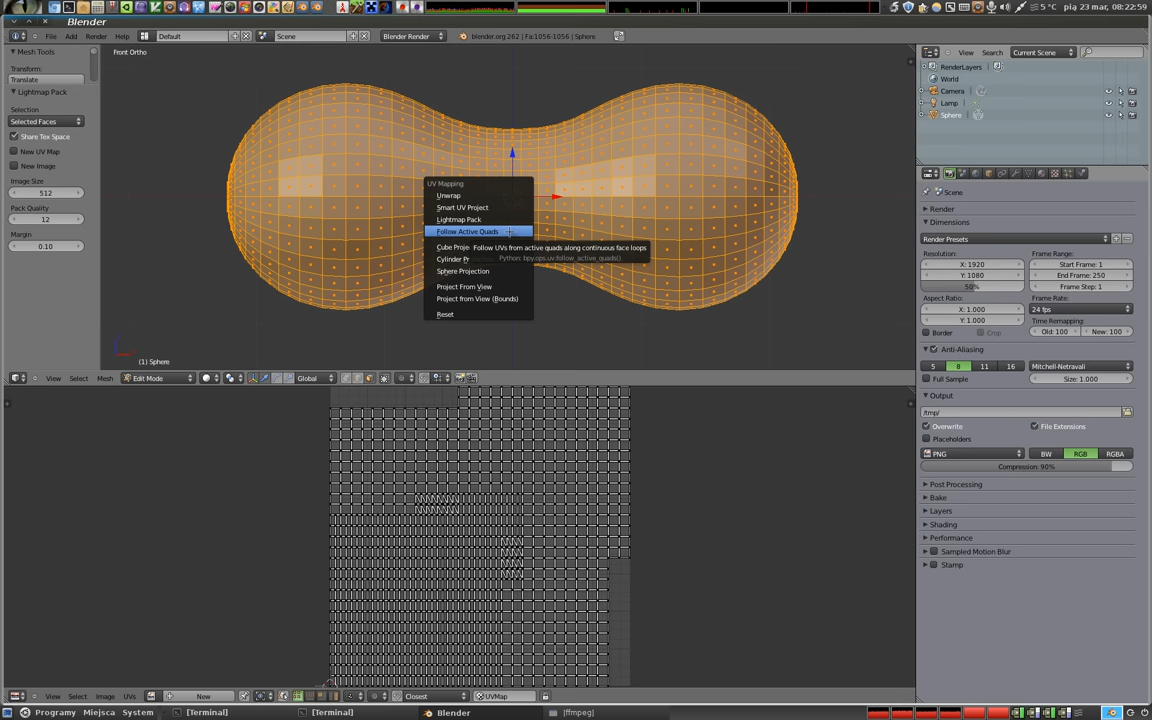 5 °C
pią 23 mar, 08:22:59
Blender
File
Add
Render
Help
Default
Scene
Blender Render
blender.org 262 | Fa:1056-1056 | Sphere
Mesh Tools
Transform:
Translate
Lightmap Pack
Selection
Selected Faces
Share Tex Space
New UV Map
New Image
Image Size
512
Pack Quality
12
Margin
0.10
Front Ortho
UV Mapping
Unwrap
Smart UV Project
Lightmap Pack
Follow Active Quads
Cube Proje
Follow UVs from active quads along continuous face loops
Cylinder Pr
Python: bpy.ops.uv.follow_active_quads()
Sphere Projection
Project From View
Project from View (Bounds)
Reset
(1) Sphere
View
Select
Mesh
Edit Mode
Global
View
Search
Current Scene
RenderLayers
World
Camera
Lamp
Sphere
Scene
Render
Dimensions
Render Presets
Resolution:
Frame Range:
X: 1920
Start Frame: 1
Y: 1080
End Frame: 250
50%
Frame Step: 1
Aspect Ratio:
Frame Rate:
X: 1.000
24 fps
Y: 1.000
Time Remapping:
Border
Crop
Old: 100
New: 100
Anti-Aliasing
5
8
11
16
Mitchell-Netravali
Full Sample
Size: 1.000
Output
/tmp/
Overwrite
File Extensions
Placeholders
PNG
BW
RGB
RGBA
Compression: 90%
Post Processing
Bake
Layers
Shading
Performance
Sampled Motion Blur
Stamp
View
Select
Image
UVs
New
Closest
UVMap
Programy
Miejsca
System
[Terminal]
[Terminal]
Blender
[ffmpeg]